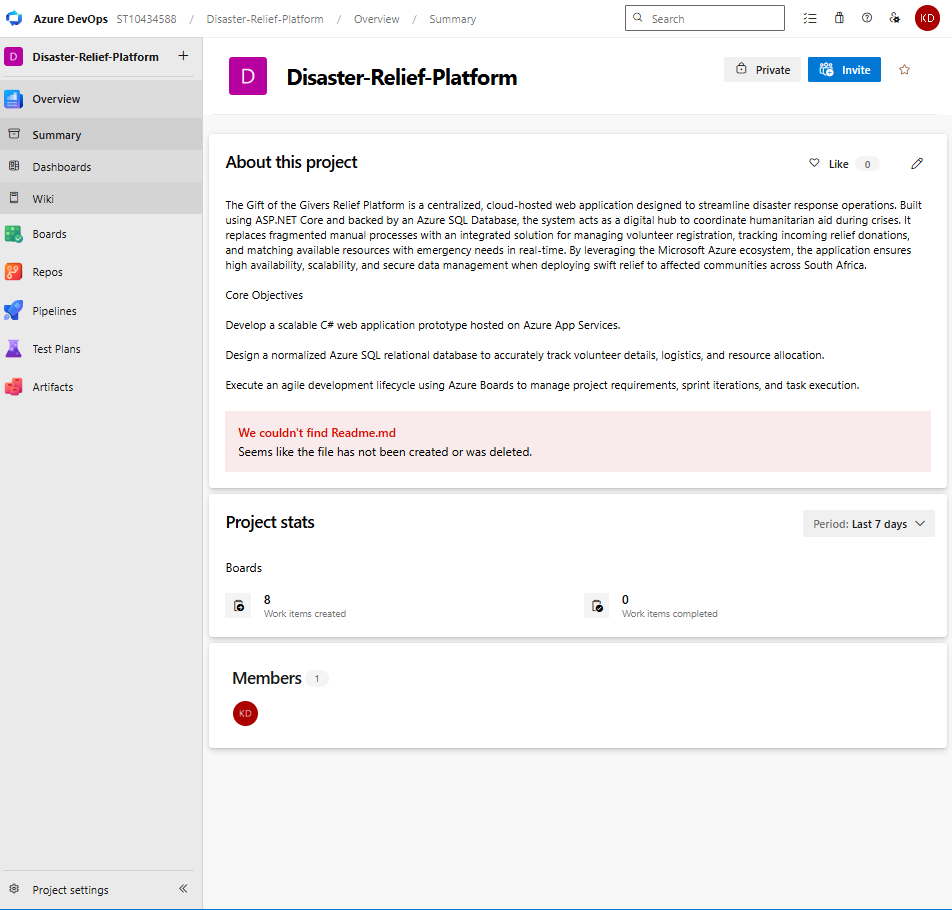 Azure DevOps ST10434588 / Disaster-Relief-Platform / Overview / Summary
Search
KD
D Disaster-Relief-Platform +
Overview
Summary
Dashboards
Wiki
Boards
Repos
Pipelines
Test Plans
Artifacts
Project settings
D Disaster-Relief-Platform
Private
Invite
About this project
Like 0
The Gift of the Givers Relief Platform is a centralized, cloud-hosted web application designed to streamline disaster response operations. Built
using ASP.NET Core and backed by an Azure SQL Database, the system acts as a digital hub to coordinate humanitarian aid during crises. It
replaces fragmented manual processes with an integrated solution for managing volunteer registration, tracking incoming relief donations,
and matching available resources with emergency needs in real-time. By leveraging the Microsoft Azure ecosystem, the application ensures
high availability, scalability, and secure data management when deploying swift relief to affected communities across South Africa.
Core Objectives
Develop a scalable C# web application prototype hosted on Azure App Services.
Design a normalized Azure SQL relational database to accurately track volunteer details, logistics, and resource allocation.
Execute an agile development lifecycle using Azure Boards to manage project requirements, sprint iterations, and task execution.
We couldn't find Readme.md
Seems like the file has not been created or was deleted.
Project stats
Period: Last 7 days
Boards
8
Work items created
0
Work items completed
Members 1
KD